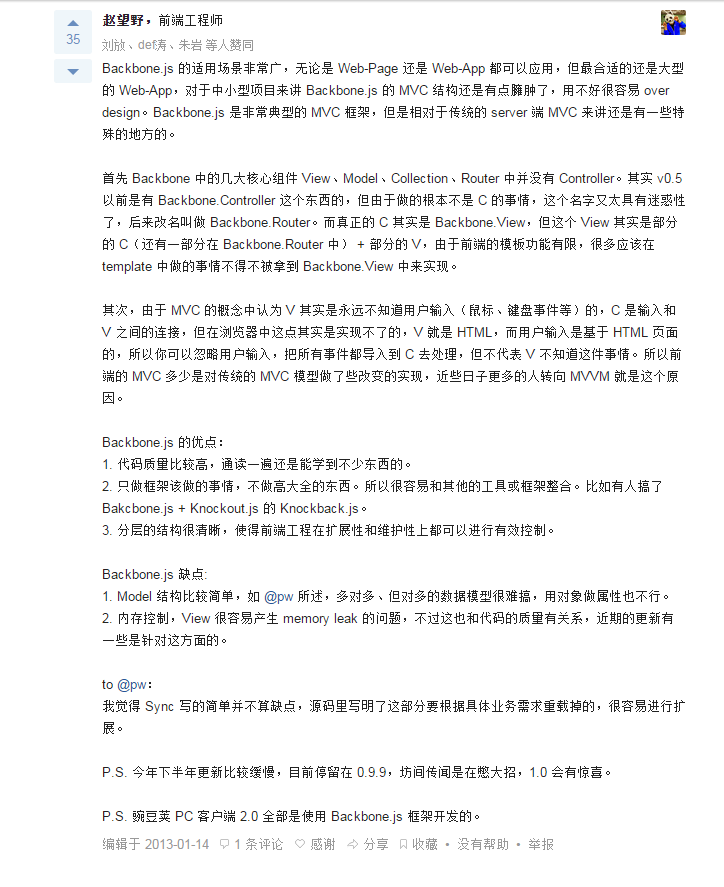 赵望野，前端工程师
35
刘放、def涛、朱岩 等人赞同
Backbone.js 的适用场景非常广，无论是 Web-Page 还是 Web-App 都可以应用，但最合适的还是大型
的 Web-App，对于中小型项目来讲 Backbone.js 的 MVC 结构还是有点臃肿了，用不好很容易 over
design。Backbone.js 是非常典型的 MVC 框架，但是相对于传统的 server 端 MVC 来讲还是有一些特
殊的地方的。
首先 Backbone 中的几大核心组件 View、Model、Collection、Router 中并没有 Controller。其实 v0.5
以前是有 Backbone.Controller 这个东西的，但由于做的根本不是 C 的事情，这个名字又太具有迷惑性
了，后来改名叫做 Backbone.Router。而真正的 C 其实是 Backbone.View，但这个 View 其实是部分
的 C（还有一部分在 Backbone.Router 中） + 部分的 V，由于前端的模板功能有限，很多应该在
template 中做的事情不得不被拿到 Backbone.View 中来实现。
其次，由于 MVC 的概念中认为 V 其实是永远不知道用户输入（鼠标、键盘事件等）的，C 是输入和
V 之间的连接，但在浏览器中这点其实是实现不了的，V 就是 HTML，而用户输入是基于 HTML 页面
的，所以你可以忽略用户输入，把所有事件都导入到 C 去处理，但不代表 V 不知道这件事情。所以前
端的 MVC 多少是对传统的 MVC 模型做了些改变的实现，近些日子更多的人转向 MVVM 就是这个原
因。
Backbone.js 的优点：
1. 代码质量比较高，通读一遍还是能学到不少东西的。
2. 只做框架该做的事情，不做高大全的东西。所以很容易和其他的工具或框架整合。比如有人搞了
Bakcbone.js + Knockout.js 的 Knockback.js。
3. 分层的结构很清晰，使得前端工程在扩展性和维护性上都可以进行有效控制。
Backbone.js 缺点:
1. Model 结构比较简单，如 @pw 所述，多对多、但对多的数据模型很难搞，用对象做属性也不行。
2. 内存控制，View 很容易产生 memory leak 的问题，不过这也和代码的质量有关系，近期的更新有
一些是针对这方面的。
to @pw：
我觉得 Sync 写的简单并不算缺点，源码里写明了这部分要根据具体业务需求重载掉的，很容易进行扩
展。
P.S. 今年下半年更新比较缓慢，目前停留在 0.9.9，坊间传闻是在憋大招，1.0 会有惊喜。
P.S. 豌豆荚 PC 客户端 2.0 全部是使用 Backbone.js 框架开发的。
编辑于 2013-01-14 1 条评论 感谢 分享 收藏 • 没有帮助 • 举报